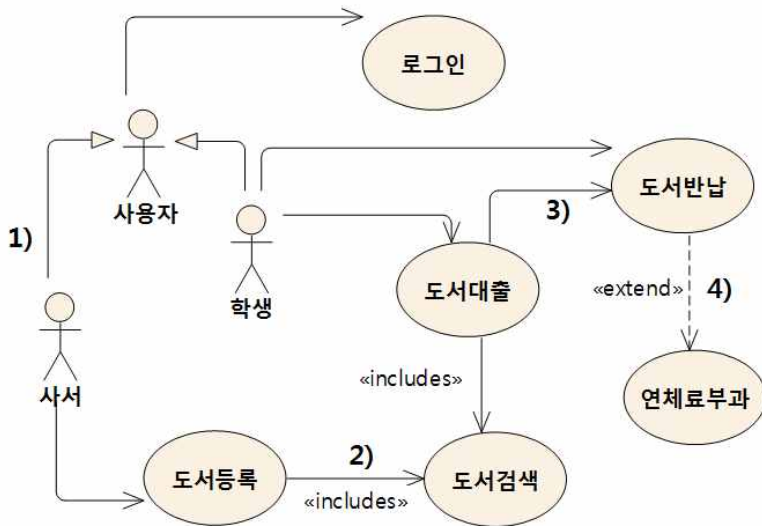 로그인
사용자
도서반납
1)
3)
학생
도서대출
«extend»
4)
사서
«includes»
연체료부과
2)
도서등록
도서검색
«includes»